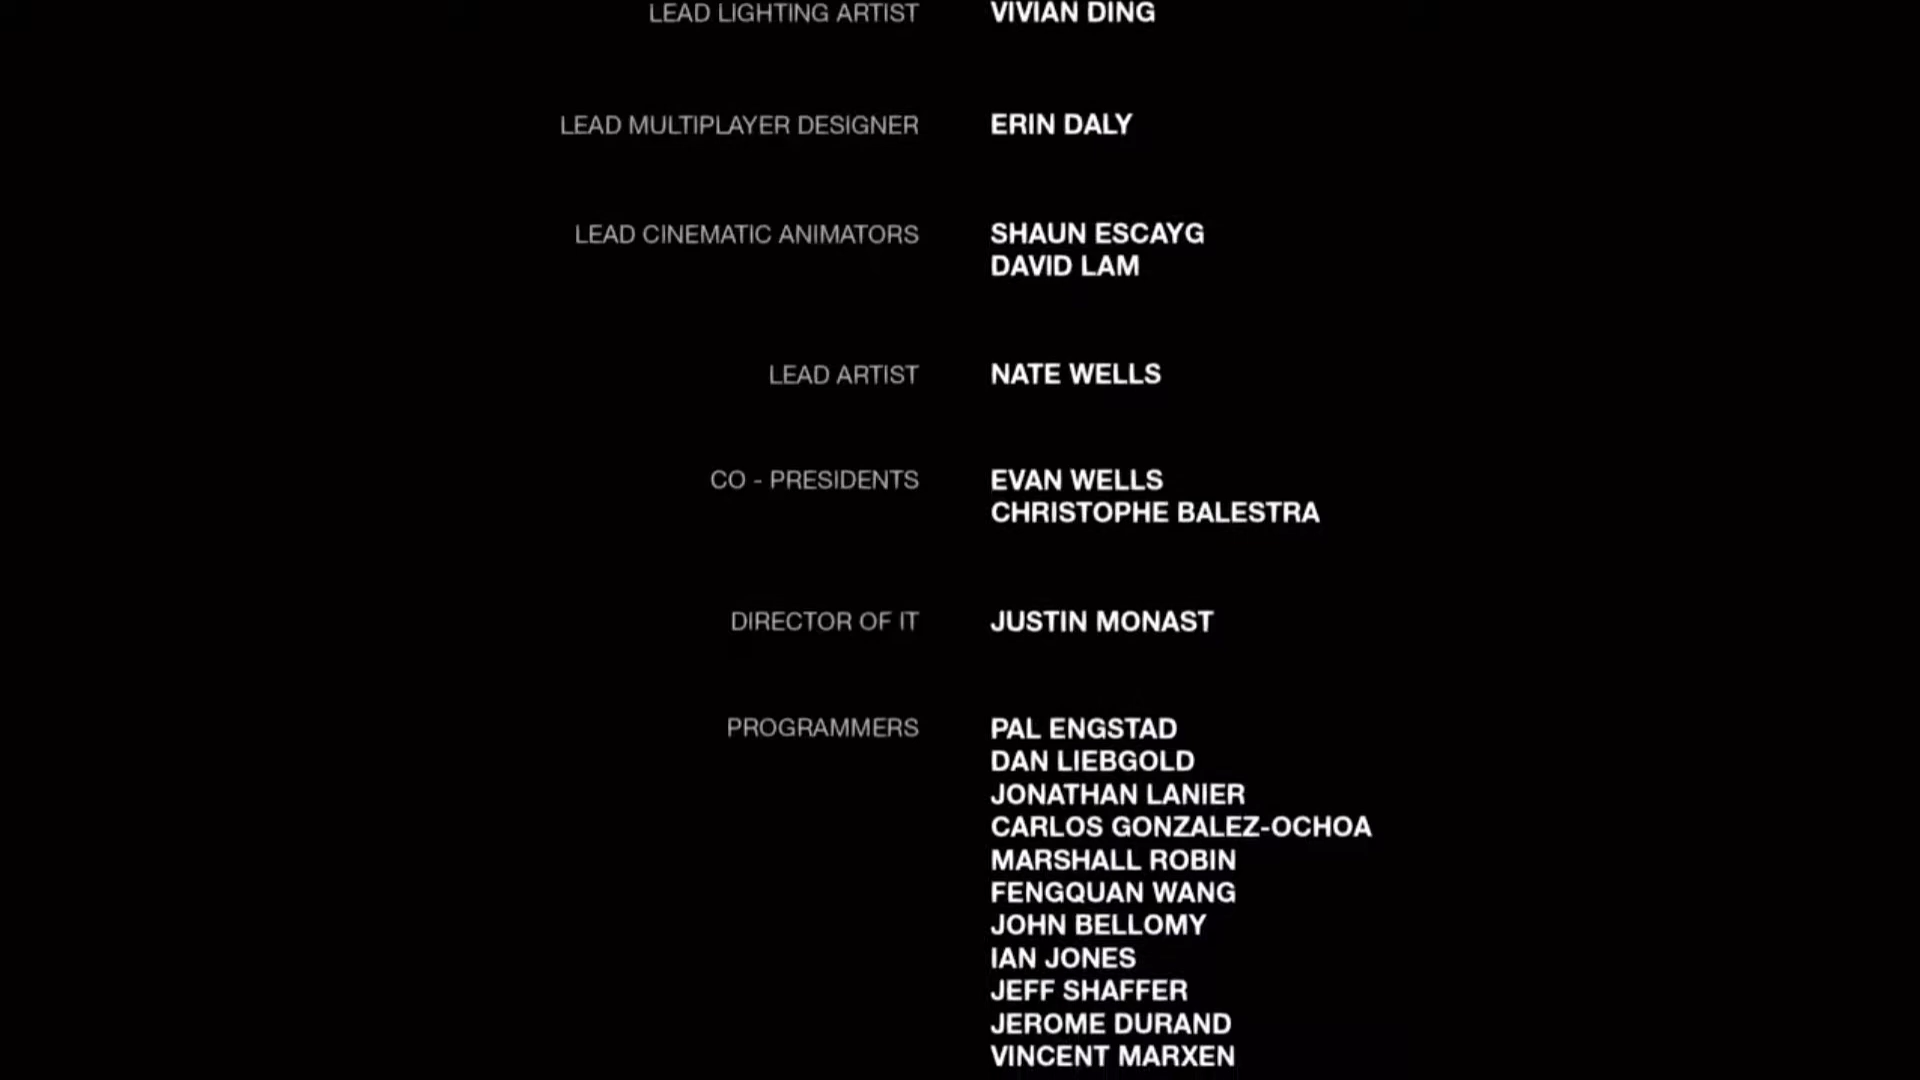 LEAD LIGHTING ARTIST VIVIAN DING
LEAD MULTIPLAYER DESIGNER ERIN DALY
LEAD CINEMATIC ANIMATORS SHAUN ESCAYG
DAVID LAM
LEAD ARTIST NATE WELLS
CO - PRESIDENTS EVAN WELLS
CHRISTOPHE BALESTRA
DIRECTOR OF IT JUSTIN MONAST
PROGRAMMERS PAL ENGSTAD
DAN LIEBGOLD
JONATHAN LANIER
CARLOS GONZALEZ-OCHOA
MARSHALL ROBIN
FENGQUAN WANG
JOHN BELLOMY
IAN JONES
JEFF SHAFFER
JEROME DURAND
VINCENT MARXEN